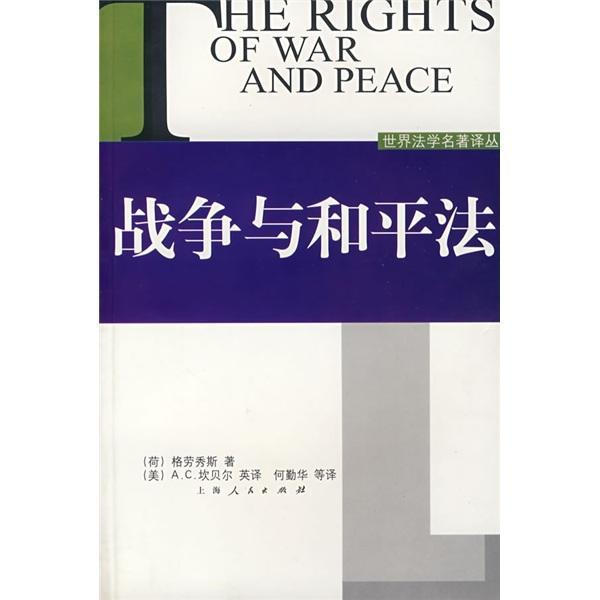 THE RIGHTS
OF WAR
AND PEACE
世界法学名著译丛
战争与和平法
(荷) 格劳秀斯 著
(美) A.C.坎贝尔 英译 何勤华 等译
上海人民出版社